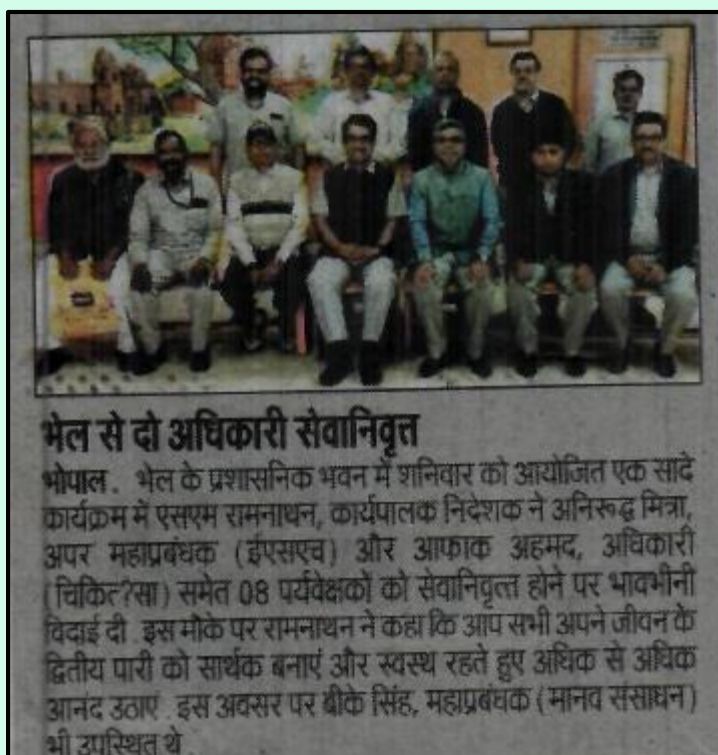 भेल से दो अधिकारी सेवानिवृत्त
भोपाल. भेल के प्रशासनिक भवन में शनिवार को आयोजित एक सादे
कार्यक्रम में एसएम रामनाथन, कार्यपालक निदेशक ने अनिरूद्ध मित्रा,
अपर महाप्रबंधक (ईएसएच) और आफाक अहमद, अधिकारी
(चिकित?सा) समेत 08 पर्यवेक्षकों को सेवानिवृत्त होने पर भावभीनी
विदाई दी. इस मौके पर रामनाथन ने कहा कि आप सभी अपने जीवन के
द्वितीय पारी को सार्थक बनाएं और स्वस्थ रहते हुए अधिक से अधिक
आनंद उठाएं. इस अवसर पर बीके सिंह, महाप्रबंधक (मानव संसाधन)
भी उपस्थित थे.